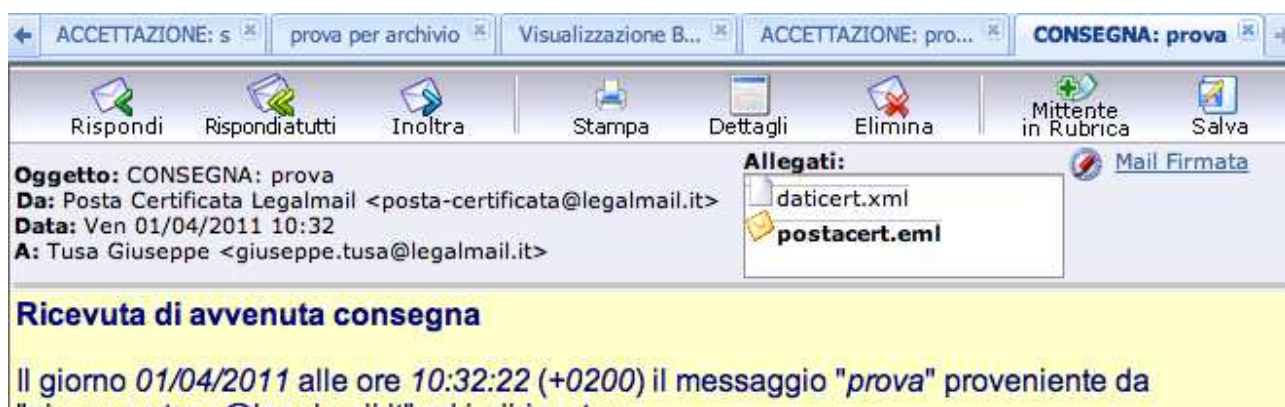 ACCETTAZIONE: s prova per archivio Visualizzazione B... ACCETTAZIONE: pro... CONSEGNA: prova
Rispondi Rispondiatutti Inoltra Stampa Dettagli Elimina Mittente in Rubrica Salva
Oggetto: CONSEGNA: prova
Da: Posta Certificata Legalmail <posta-certificata@legalmail.it>
Data: Ven 01/04/2011 10:32
A: Tusa Giuseppe <giuseppe.tusa@legalmail.it>
Allegati:
daticert.xml
postacert.eml
Mail Firmata
Ricevuta di avvenuta consegna
Il giorno 01/04/2011 alle ore 10:32:22 (+0200) il messaggio "prova" proveniente da